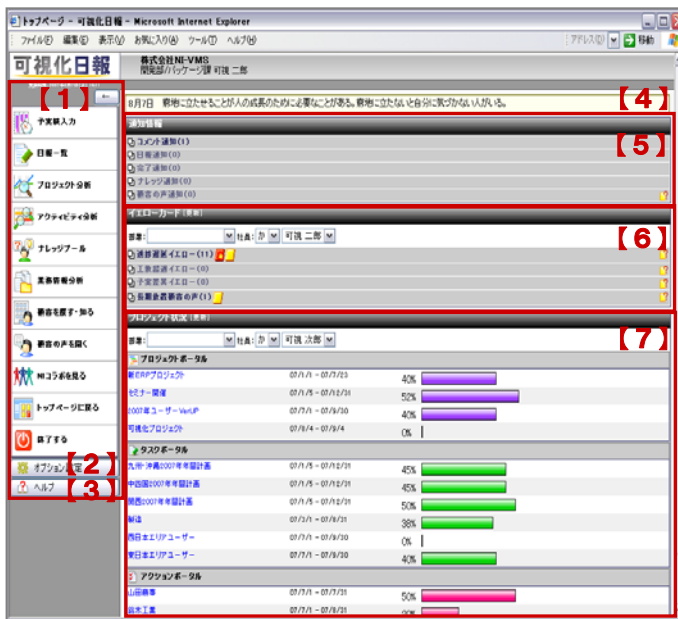 トップページ - 可視化日報 - Microsoft Internet Explorer
ファイル(F) 編集(E) 表示(V) お気に入り(A) ツール(T) ヘルプ(H) アドレス(D) 移動
可視化日報
株式会社NI-VMS
開発部/パッケージ課 可視 二郎
【1】
←
8月7日 窮地に立たせることが人の成長のために必要なことがある。窮地に立たないと自分に気づかない人がいる。
【4】
予実績入力
日報一覧
プロジェクト分析
アクティビティ分析
ナレッジツール
業務情報分析
顧客を探す・知る
顧客の声を聞く
NIコラボを見る
トップページに戻る
終了する
オプション設定
【2】
ヘルプ
【3】
通知情報
【5】
コメント通知(1)
日報通知(0)
完了通知(0)
ナレッジ通知(0)
顧客の声通知(0)
イエローカード [更新]
【6】
部署: 社員: か 可視 二郎
進捗遅延イエロー(11)
工数超過イエロー(0)
予実差異イエロー(0)
長期放置顧客の声(1)
プロジェクト状況 [更新]
【7】
部署: 社員: か 可視 次郎
プロジェクトポータル
新ERPプロジェクト 07/1/1 - 07/7/23 40%
セミナー開催 07/1/5 - 07/12/31 52%
2007年ユーザーVerUP 07/7/1 - 07/9/30 40%
可視化プロジェクト 07/8/4 - 07/9/4 0%
タスクポータル
九州・沖縄2007年年間計画 07/1/5 - 07/12/31 45%
中四国2007年年間計画 07/1/5 - 07/12/31 45%
関西2007年年間計画 07/1/5 - 07/12/31 50%
製造 07/3/1 - 07/8/31 38%
西日本エリアユーザー 07/7/1 - 07/9/30 0%
東日本エリアユーザー 07/7/1 - 07/9/30 40%
アクションポータル
山田商事 07/7/1 - 07/7/31 50%
鈴木工業 07/7/1 - 07/8/31